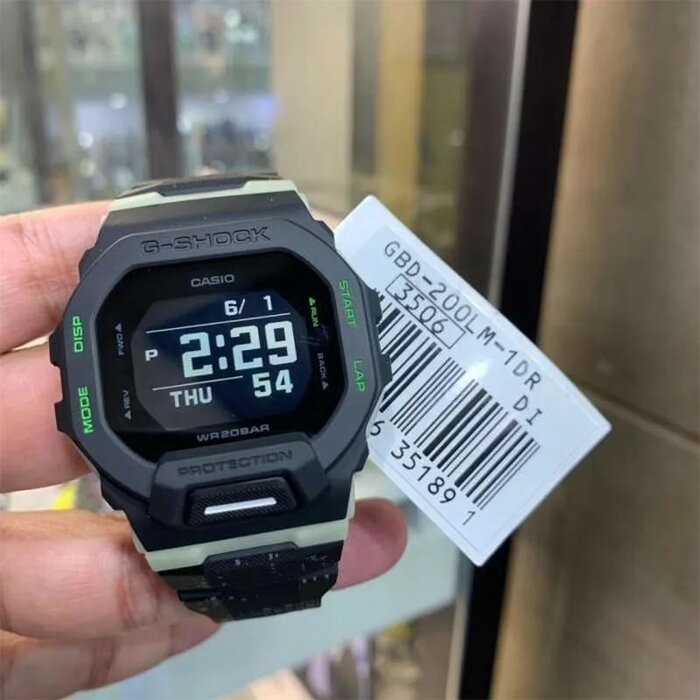 G-SHOCK
CASIO
6/ 1
P 2:29
THU 54
WR20BAR
PROTECTION
DISP
MODE
FWD▲
▲REV
START
LAP
▲RUN
BACK▲
GBD-200LM-1DR
3506 DI
6 35189 1